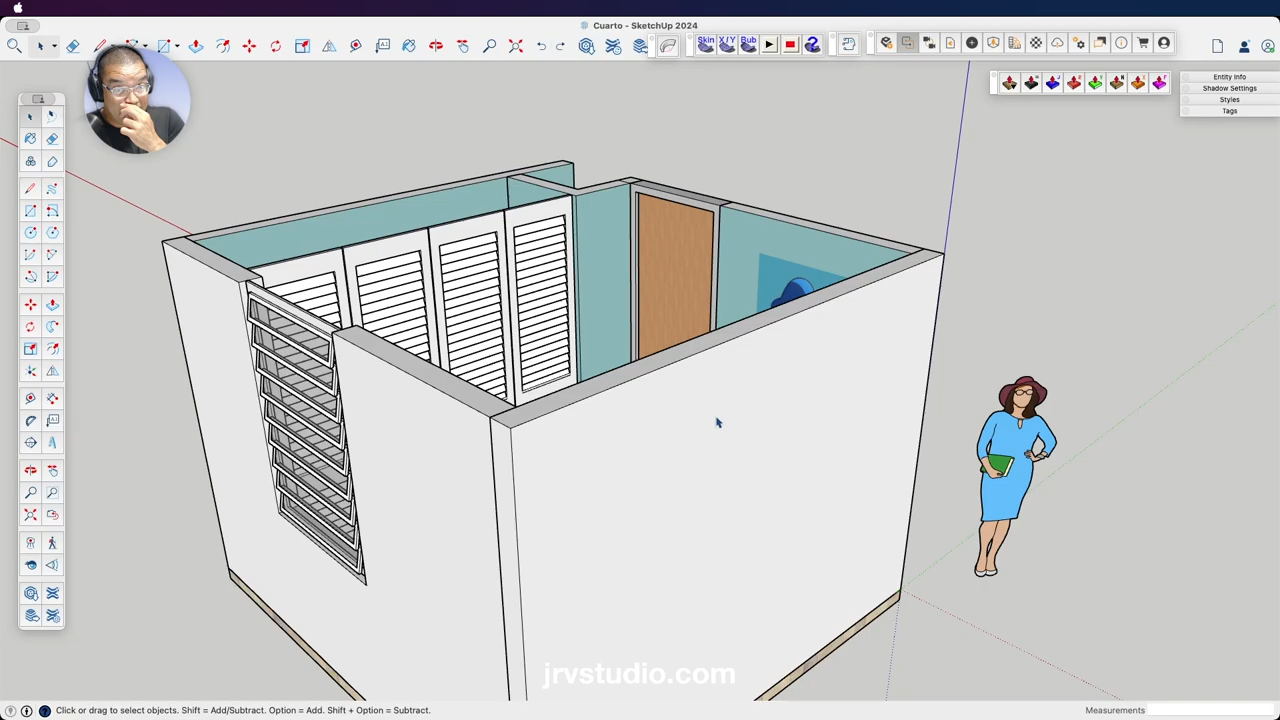 Cuarto - SketchUp 2024
Skin X/Y Bub
Entity Info
Shadow Settings
Styles
Tags
jrvstudio.com
Click or drag to select objects. Shift = Add/Subtract. Option = Add. Shift + Option = Subtract.
Measurements